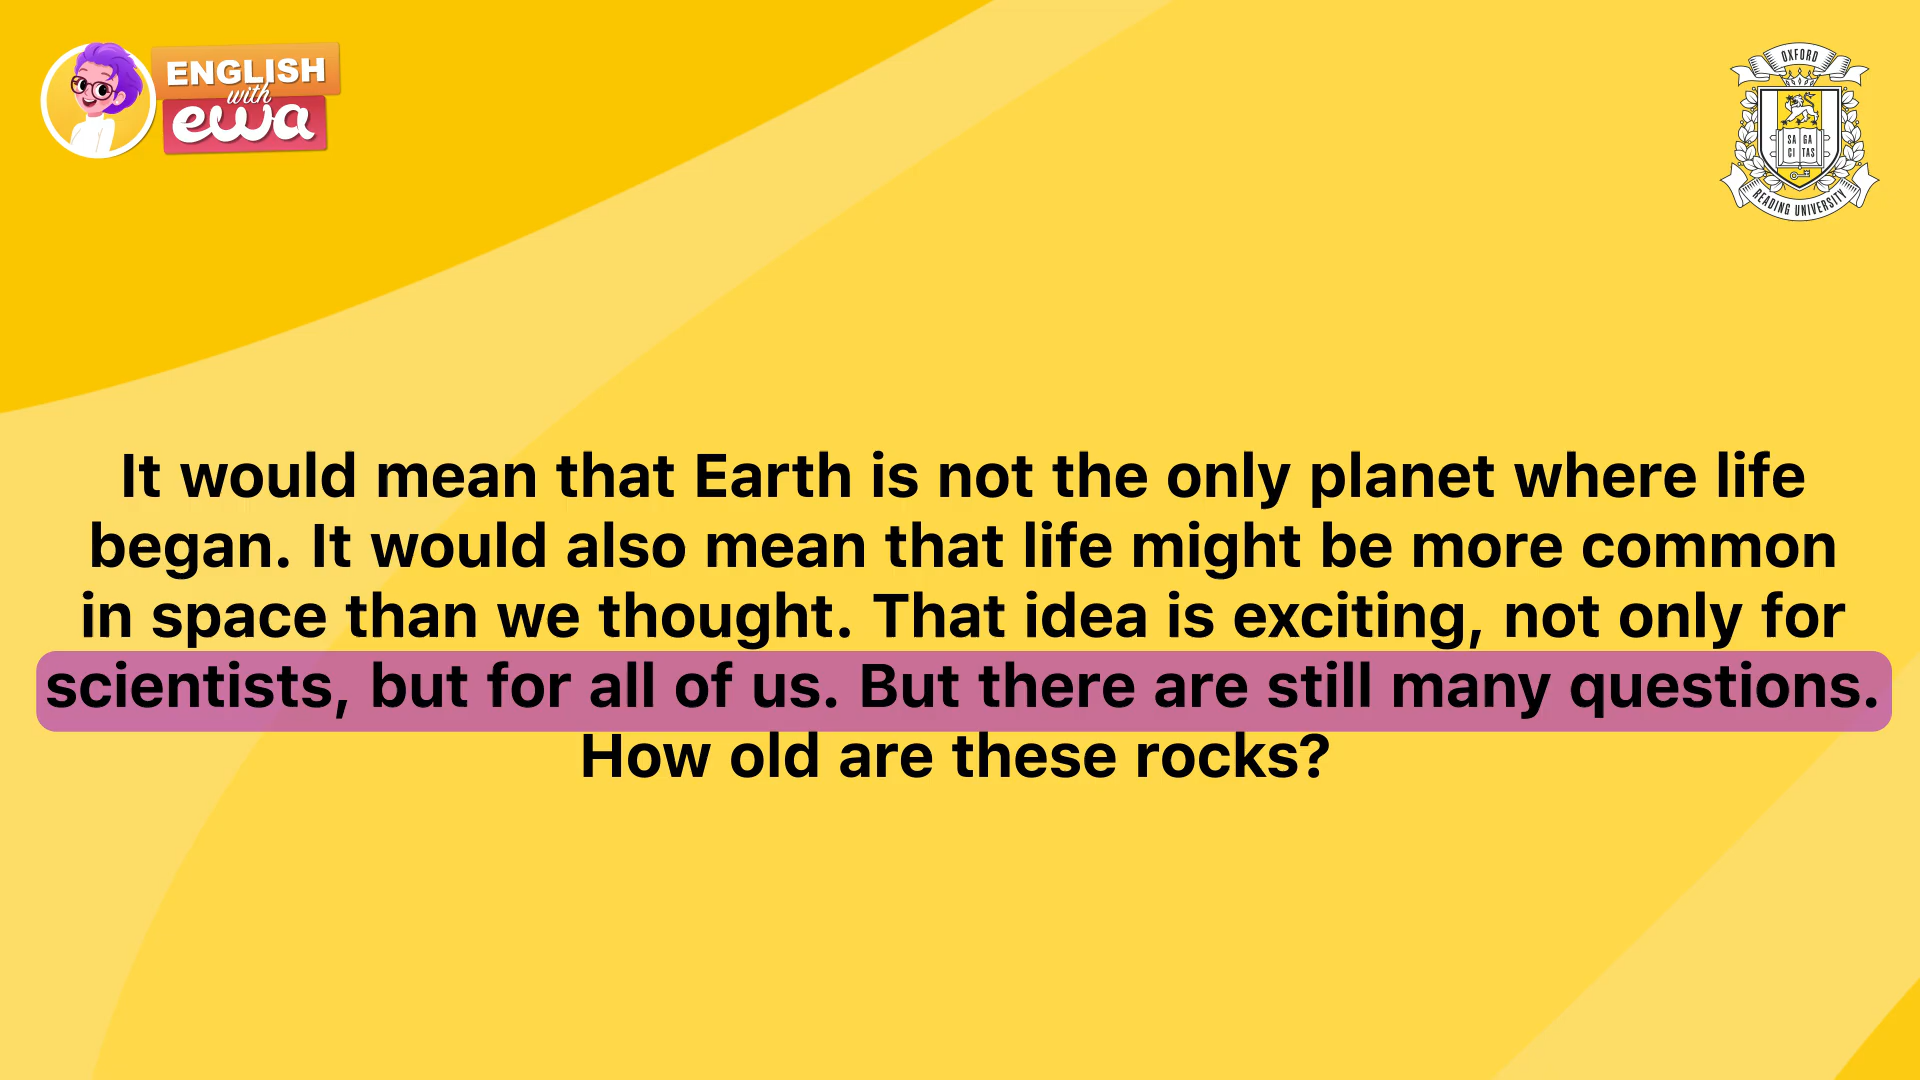 ENGLISH
with
ewa
OXFORD
SA GA
CI TAS
READING UNIVERSITY
It would mean that Earth is not the only planet where life
began. It would also mean that life might be more common
in space than we thought. That idea is exciting, not only for
scientists, but for all of us. But there are still many questions.
How old are these rocks?